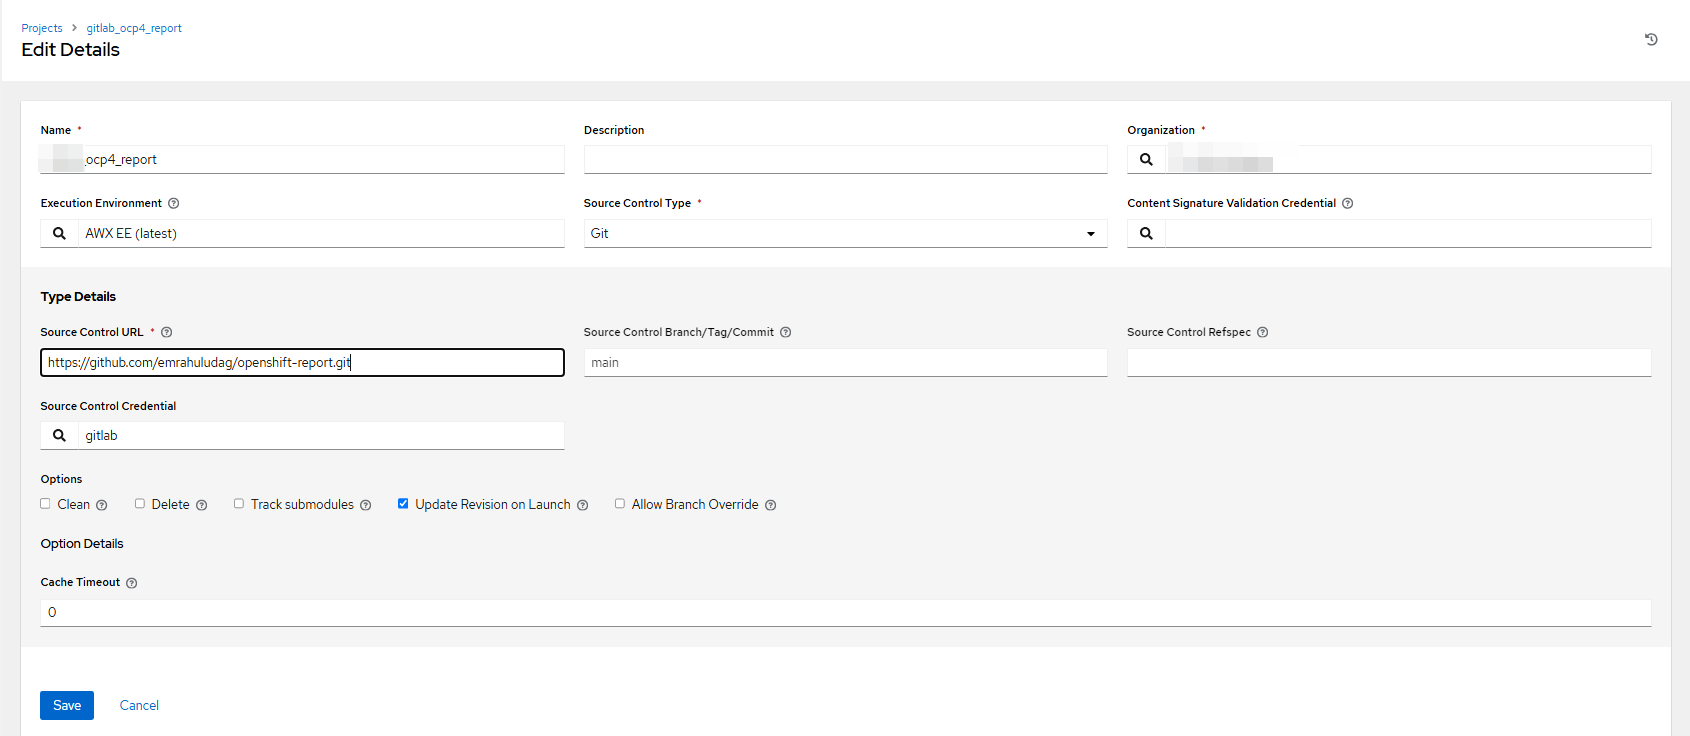 Projects > gitlab_ocp4_report
Edit Details
Name * Description Organization *
_ocp4_report
Execution Environment Source Control Type * Content Signature Validation Credential
AWX EE (latest) Git
Type Details
Source Control URL * Source Control Branch/Tag/Commit Source Control Refspec
https://github.com/emrahuludag/openshift-report.git main
Source Control Credential
gitlab
Options
Clean Delete Track submodules Update Revision on Launch Allow Branch Override
Option Details
Cache Timeout
0
Save Cancel